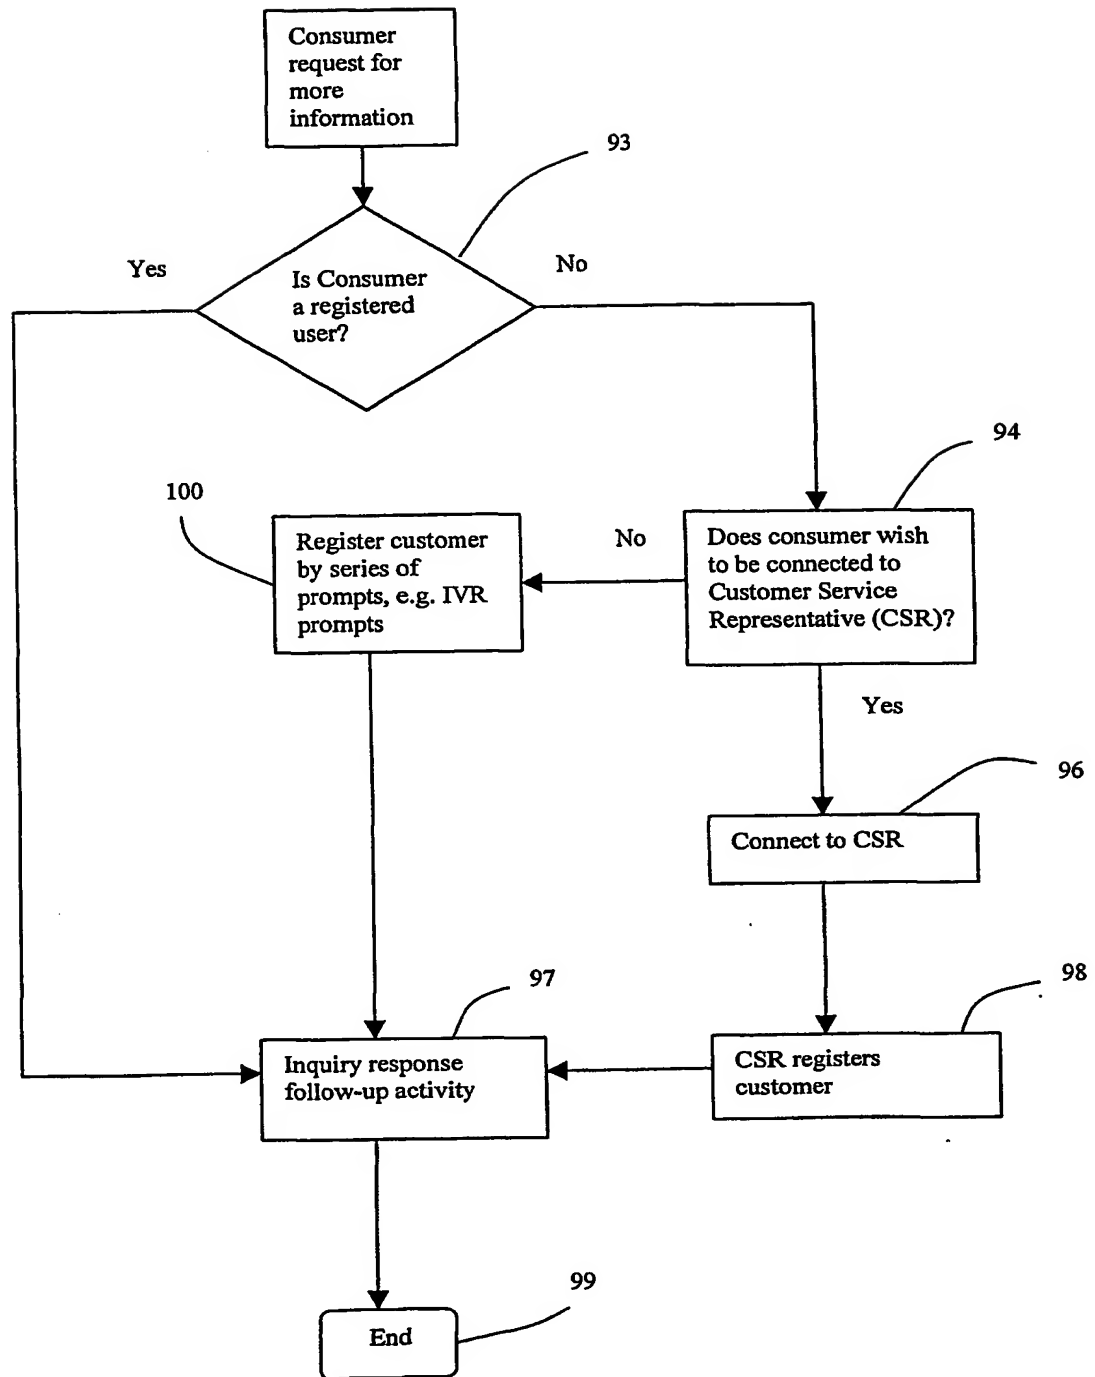 Consumer
request for
more
information
93
Yes
No
Is Consumer
a registered
user?
94
100
Register customer
by series of
prompts, e.g. IVR
prompts
No
Does consumer wish
to be connected to
Customer Service
Representative (CSR)?
Yes
96
Connect to CSR
97
98
Inquiry response
follow-up activity
CSR registers
customer
99
End